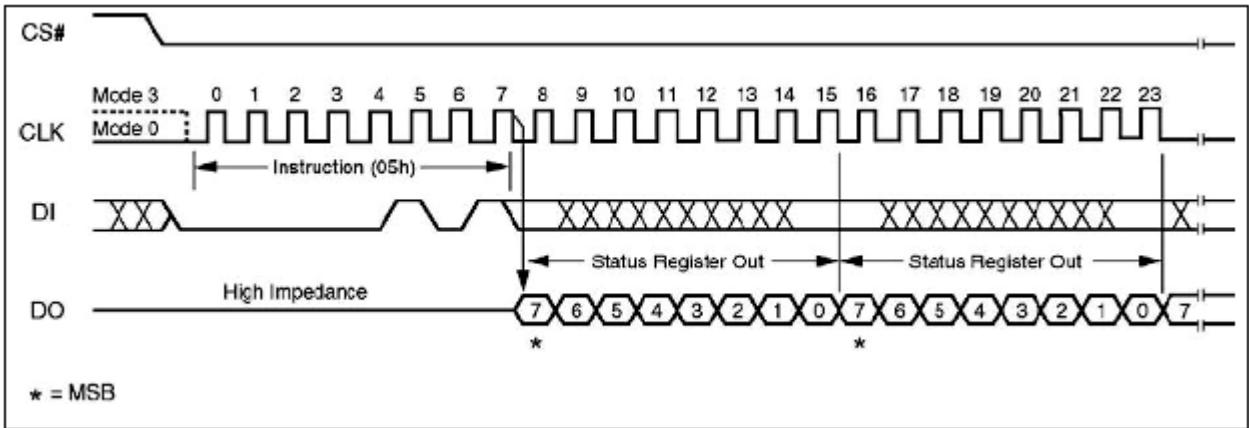 CS#
Mode 3 0 1 2 3 4 5 6 7 8 9 10 11 12 13 14 15 16 17 18 19 20 21 22 23
CLK Mode 0
Instruction (05h)
DI
Status Register Out Status Register Out
High Impedance
DO 7 6 5 4 3 2 1 0 7 6 5 4 3 2 1 0 7
* *
* = MSB